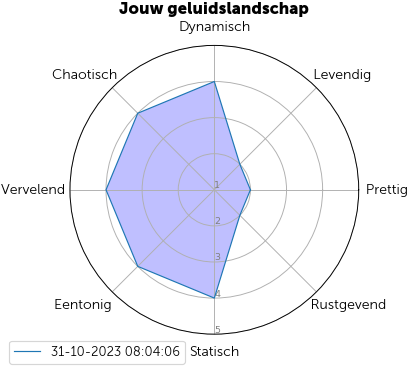 Jouw geluidslandschap
Dynamisch
Chaotisch
Levendig
Vervelend
1
Prettig
2
3
Eentonig
4
Rustgevend
5
31-10-2023 08:04:06
Statisch